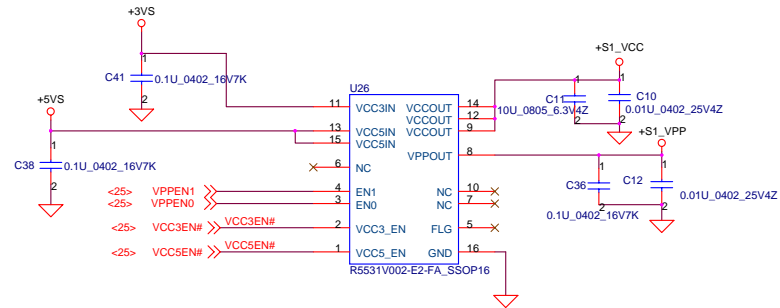 +3VS
1
C41
0.1U_0402_16V7K
2
+5VS
1
C38
0.1U_0402_16V7K
2
U26
11 VCC3IN
13 VCC5IN
15 VCC5IN
6 NC
<25> VPPEN1 4 EN1
<25> VPPEN0 3 EN0
<25> VCC3EN# VCC3EN# 2 VCC3_EN
<25> VCC5EN# VCC5EN# 1 VCC5_EN
VCCOUT 14
VCCOUT 12
VCCOUT 9
VPPOUT 8
NC 10
NC 7
FLG 5
GND 16
R5531V002-E2-FA_SSOP16
+S1_VCC
1
C11
10U_0805_6.3V4Z
2
1
C10
0.01U_0402_25V4Z
2
+S1_VPP
1
C36
0.1U_0402_16V7K
2
1
C12
0.01U_0402_25V4Z
2